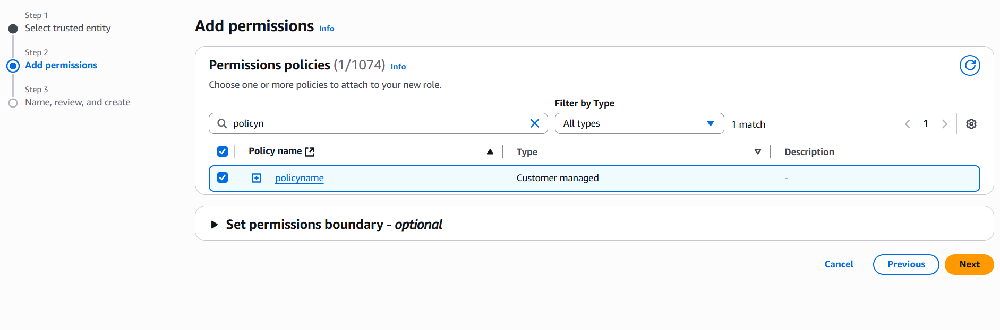 Step 1
Select trusted entity
Step 2
Add permissions
Step 3
Name, review, and create
Add permissions Info
Permissions policies (1/1074) Info
Choose one or more policies to attach to your new role.
Filter by Type
policyn
All types
1 match
1
Policy name
Type
Description
policyname
Customer managed
-
Set permissions boundary - optional
Cancel
Previous
Next